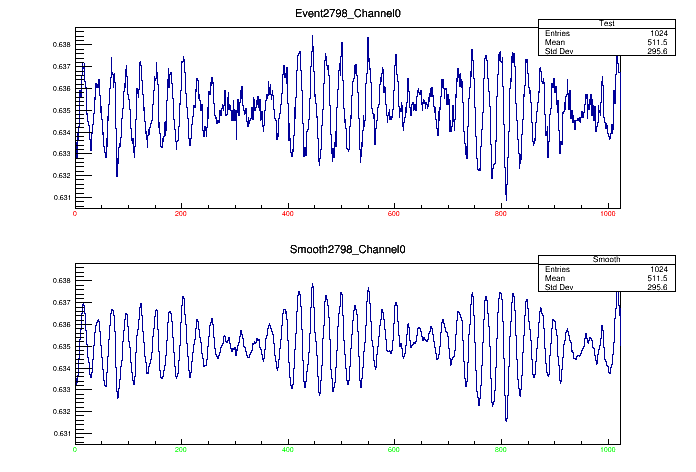 Event2798_Channel0
Test
Entries 1024
Mean 511.5
Std Dev 295.6
0.638
0.637
0.636
0.635
0.634
0.633
0.632
0.631
0 200 400 600 800 1000
Smooth2798_Channel0
Smooth
Entries 1024
Mean 511.5
Std Dev 295.6
0.638
0.637
0.636
0.635
0.634
0.633
0.632
0.631
0 200 400 600 800 1000